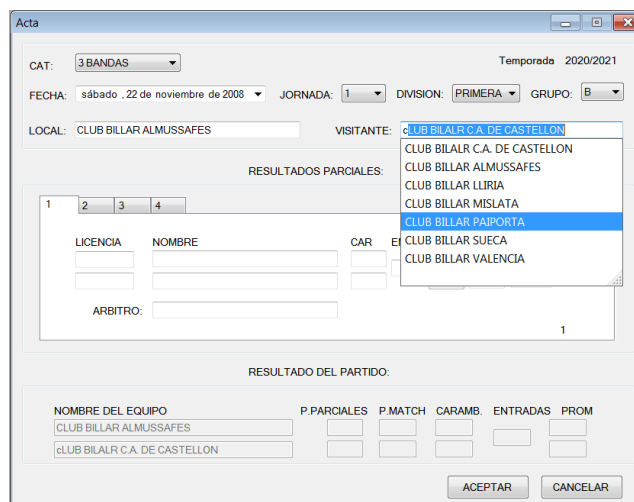 Acta
CAT: 3 BANDAS Temporada 2020/2021
FECHA: sábado , 22 de noviembre de 2008 JORNADA: 1 DIVISION: PRIMERA GRUPO: B
LOCAL: CLUB BILLAR ALMUSSAFES VISITANTE: cLUB BILALR C.A. DE CASTELLON
CLUB BILALR C.A. DE CASTELLON
CLUB BILLAR ALMUSSAFES
CLUB BILLAR LLIRIA
CLUB BILLAR MISLATA
CLUB BILLAR PAIPORTA
CLUB BILLAR SUECA
CLUB BILLAR VALENCIA
RESULTADOS PARCIALES:
1 2 3 4
LICENCIA NOMBRE CAR
ARBITRO:
1
RESULTADO DEL PARTIDO:
NOMBRE DEL EQUIPO P.PARCIALES P.MATCH CARAMB. ENTRADAS PROM
CLUB BILLAR ALMUSSAFES
cLUB BILALR C.A. DE CASTELLON
ACEPTAR CANCELAR